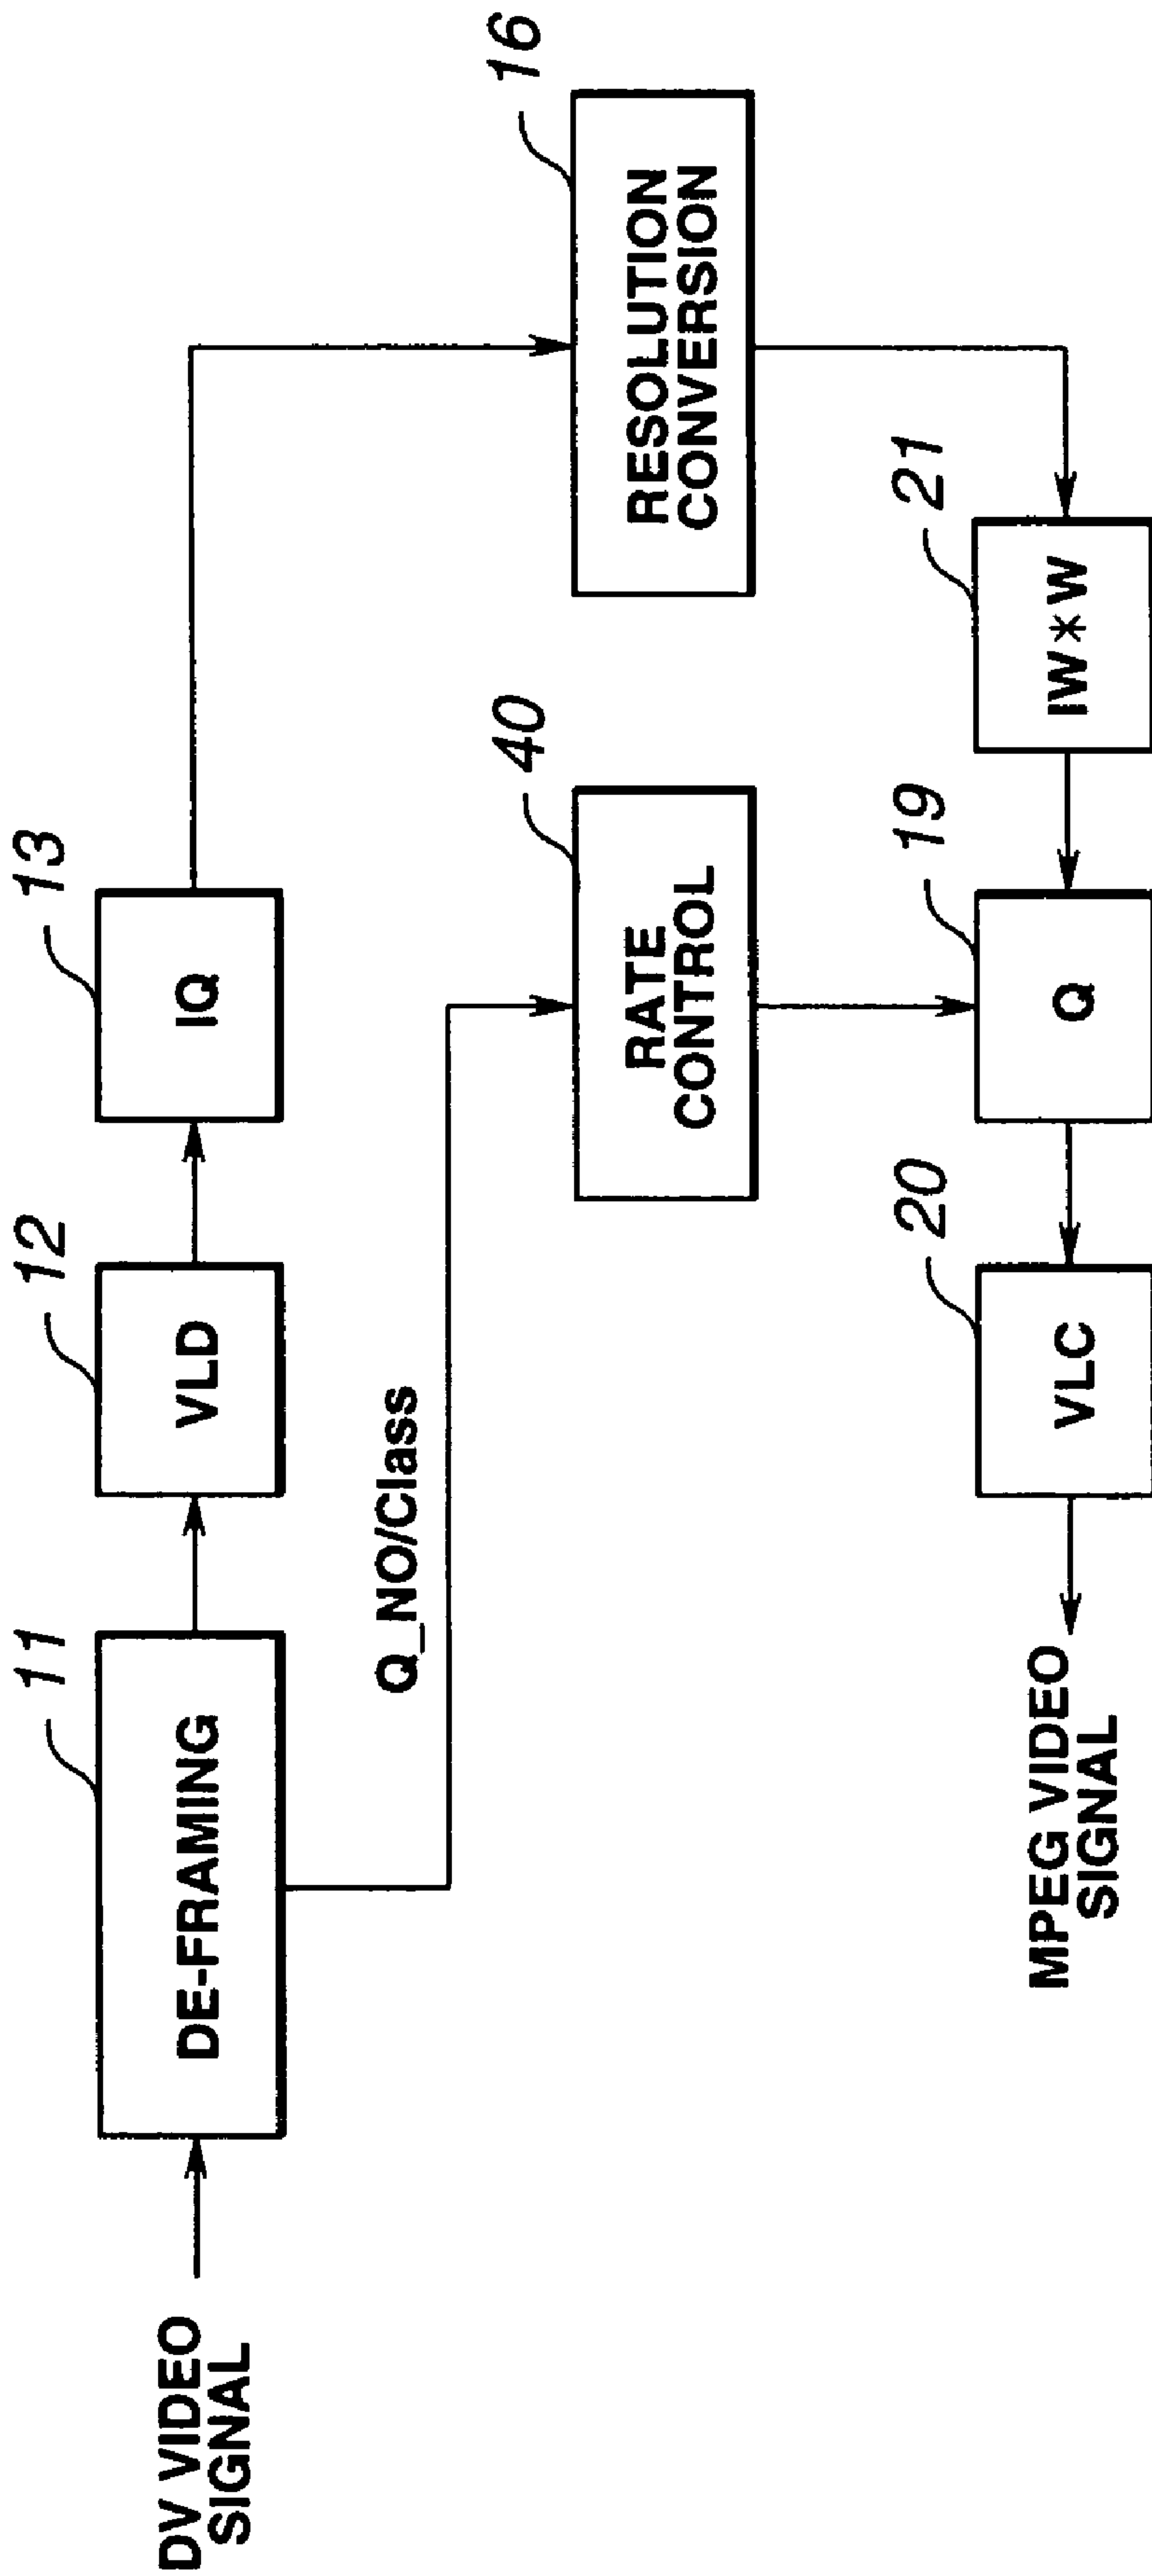 DV VIDEO
SIGNAL
DE-FRAMING
11
VLD
12
IQ
13
Q_NO/Class
RATE
CONTROL
40
RESOLUTION
CONVERSION
16
MPEG VIDEO
SIGNAL
VLC
20
Q
19
IW*W
21